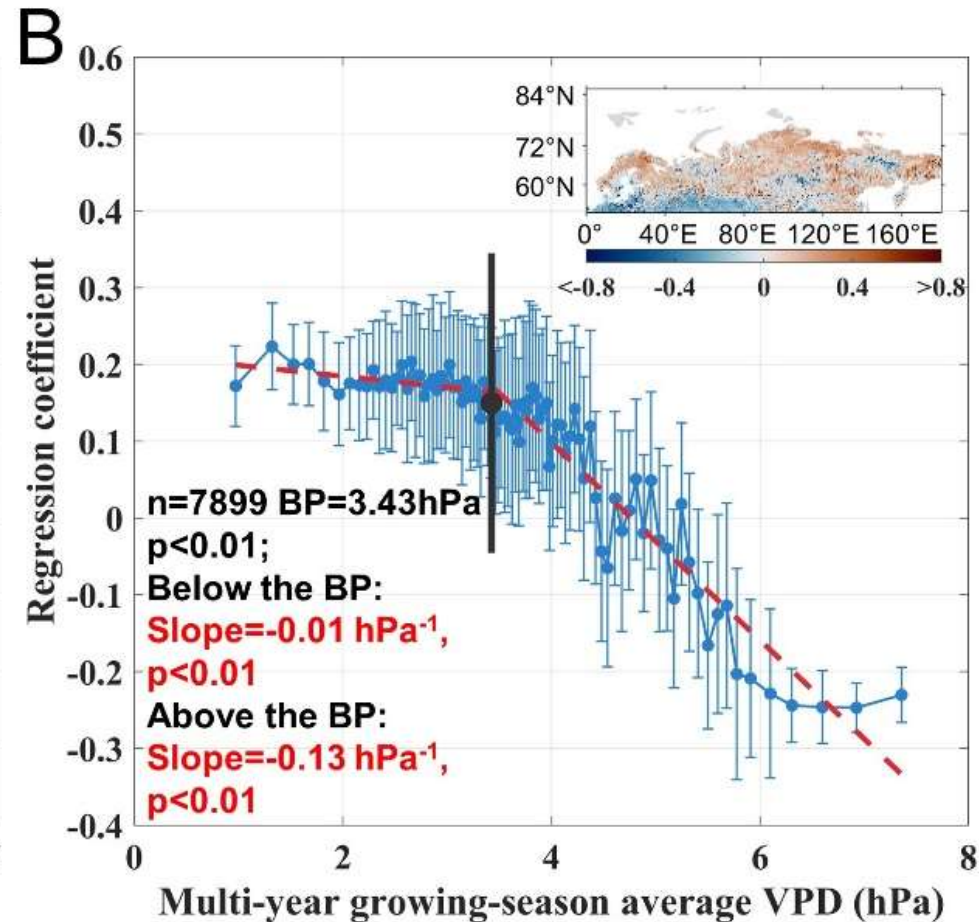 B
0.6
0.5
0.4
0.3
0.2
0.1
0
-0.1
-0.2
-0.3
-0.4
Regression coefficient
84°N
72°N
60°N
0° 40°E 80°E 120°E 160°E
<-0.8 -0.4 0 0.4 >0.8
n=7899 BP=3.43hPa
p<0.01;
Below the BP:
Slope=-0.01 hPa⁻¹,
p<0.01
Above the BP:
Slope=-0.13 hPa⁻¹,
p<0.01
0 2 4 6 8
Multi-year growing-season average VPD (hPa)